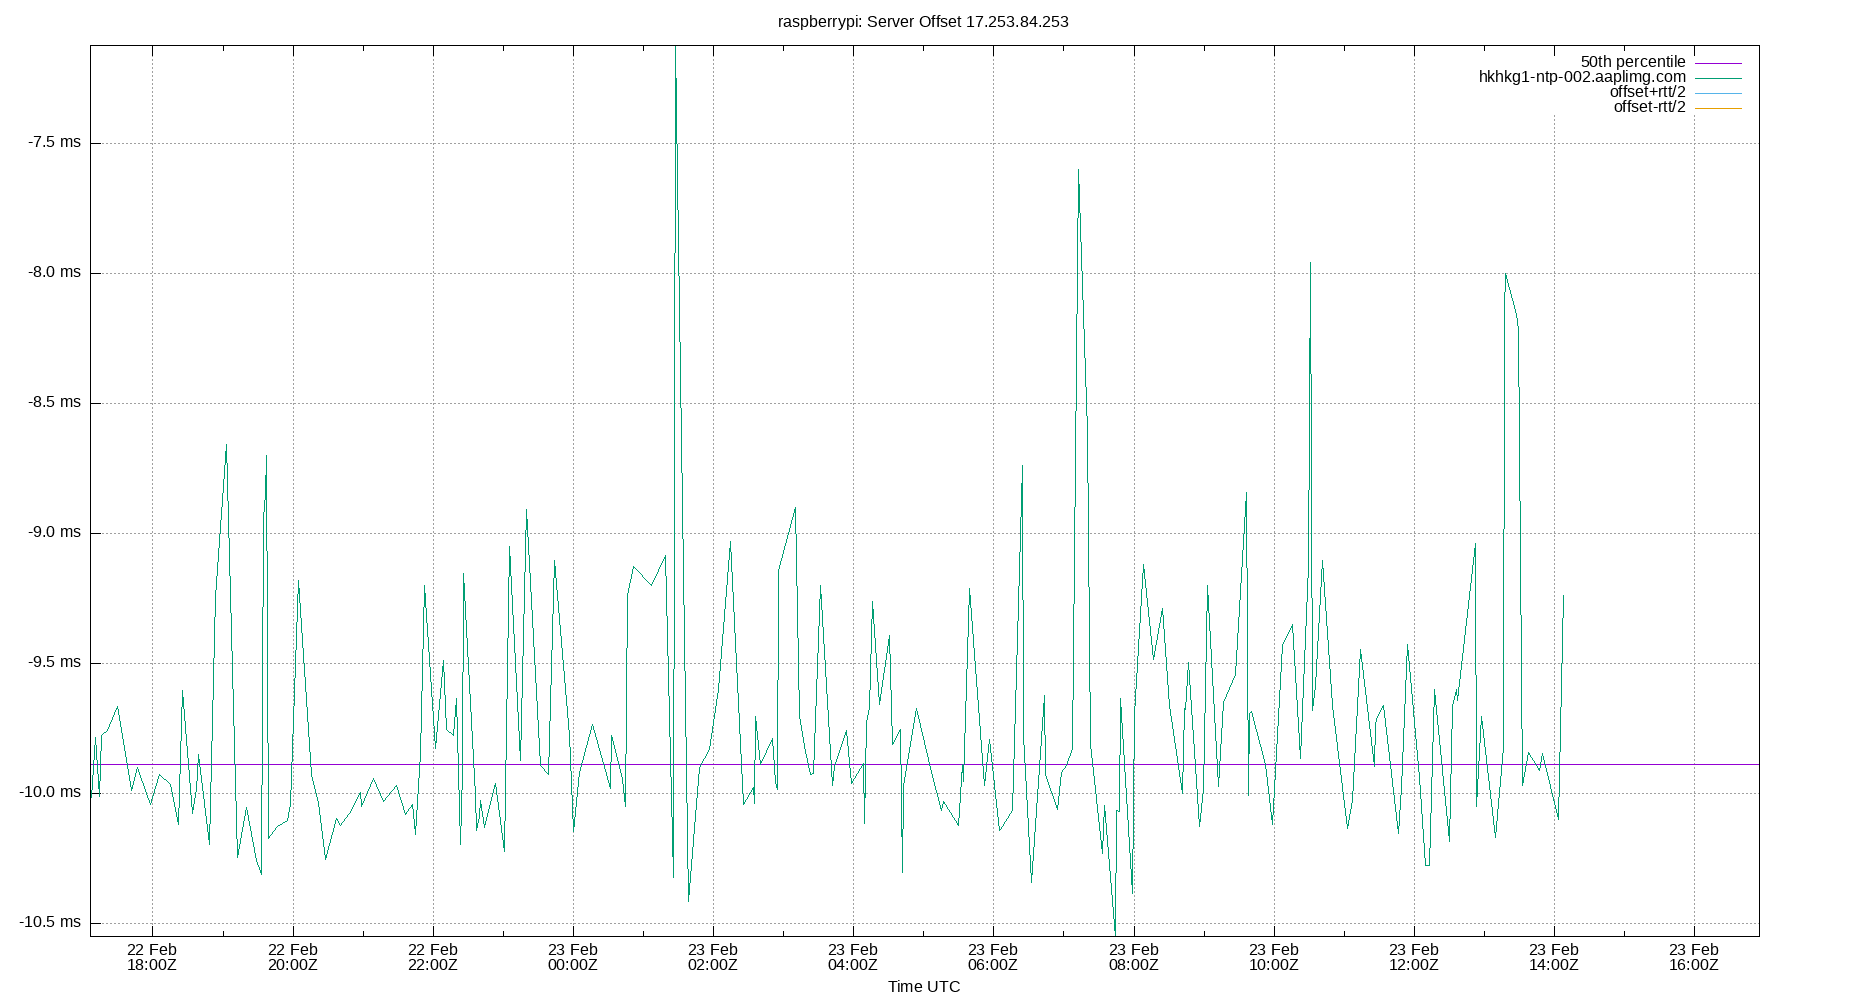 raspberrypi: Server Offset 17.253.84.253
50th percentile
hkhkg1-ntp-002.aaplimg.com
offset+rtt/2
offset-rtt/2
-7.5 ms
-8.0 ms
-8.5 ms
-9.0 ms
-9.5 ms
-10.0 ms
-10.5 ms
22 Feb 22 Feb 22 Feb 23 Feb 23 Feb 23 Feb 23 Feb 23 Feb 23 Feb 23 Feb 23 Feb 23 Feb
18:00Z 20:00Z 22:00Z 00:00Z 02:00Z 04:00Z 06:00Z 08:00Z 10:00Z 12:00Z 14:00Z 16:00Z
Time UTC